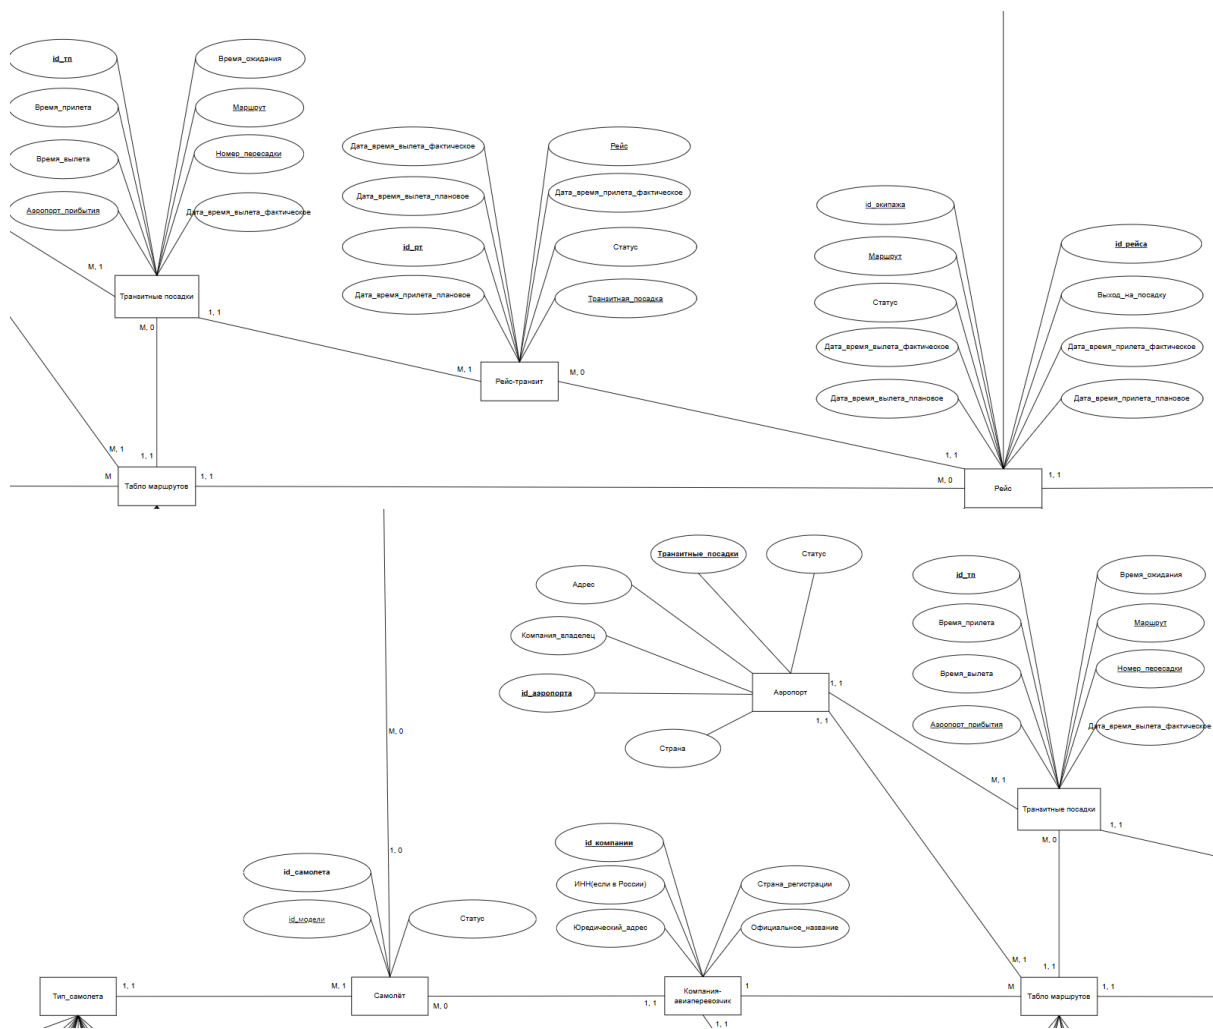 id_тп
Время_ожидания
Время_прилета
Маршрут
Время_вылета
Номер_пересадки
Аэропорт_прибытия
Дата_время_вылета_фактическое
M, 1
Транзитные посадки
M, 0
1, 1
Дата_время_вылета_фактическое
Рейс
Дата_время_вылета_плановое
Дата_время_прилета_фактическое
id_рт
Статус
Дата_время_прилета_плановое
Транзитная_посадка
M, 1
Рейс-транзит
M, 0
id_экипажа
id_рейса
Маршрут
Выход_на_посадку
Статус
Дата_время_вылета_фактическое
Дата_время_прилета_фактическое
Дата_время_вылета_плановое
Дата_время_прилета_плановое
M, 1
1, 1
M
Табло маршрутов
1, 1
1, 1
M, 0
Рейс
1, 1
Транзитные_посадки
Статус
Адрес
Компания_владелец
id_аэропорта
Страна
Аэропорт
1, 1
1, 1
id_тп
Время_ожидания
Время_прилета
Маршрут
Время_вылета
Номер_пересадки
Аэропорт_прибытия
Дата_время_вылета_фактическое
M, 1
Транзитные посадки
M, 0
1, 1
M, 0
1, 0
id_самолета
id_модели
Статус
id_компании
ИНН(если в России)
Страна_регистрации
Юридический_адрес
Официальное_название
Тип_самолета
1, 1
M, 1
Самолёт
M, 0
1, 1
Компания-
авиаперевозчик
1
1, 1
M, 1
1, 1
M
Табло маршрутов
1, 1